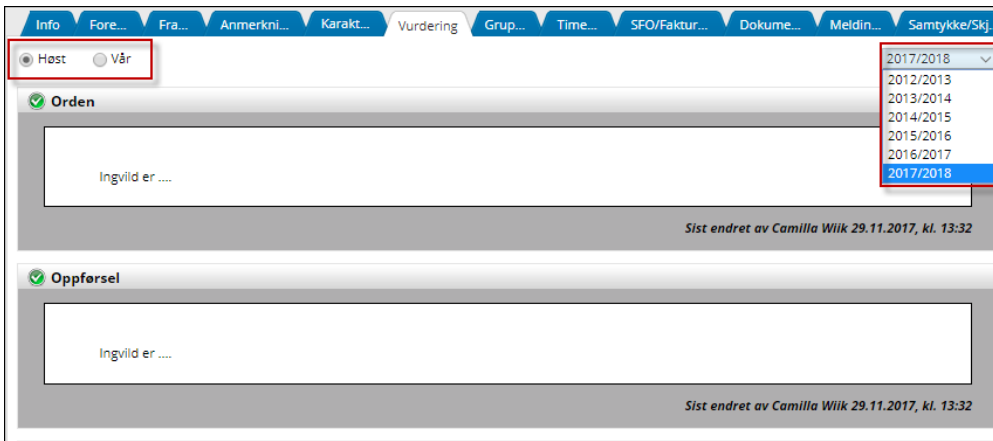 Info Fore... Fra... Anmerkni... Karakt... Vurdering Grup... Time... SFO/Faktur... Dokume... Meldin... Samtykke/Skj...
Høst Vår 2017/2018
2012/2013
2013/2014
2014/2015
2015/2016
2016/2017
2017/2018
Orden
Ingvild er ....
Sist endret av Camilla Wiik 29.11.2017, kl. 13:32
Oppførsel
Ingvild er ....
Sist endret av Camilla Wiik 29.11.2017, kl. 13:32